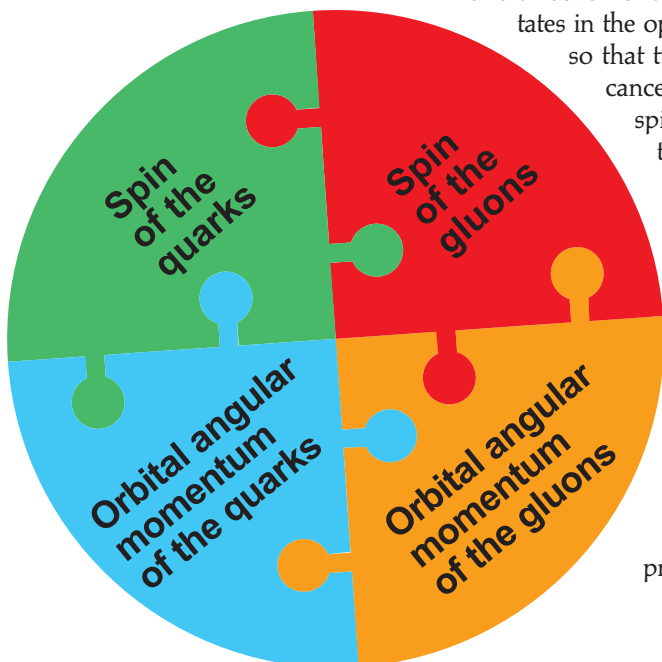 tates in the op
so that t
cance
spi
t
Spin
of the
quarks
Spin
of the
gluons
Orbital angular
momentum
of the quarks
Orbital angular
momentum
of the gluons
pr